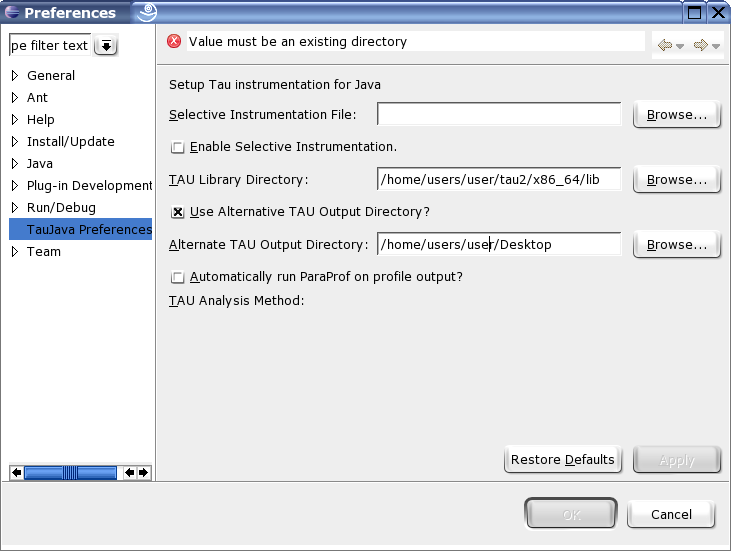 Preferences
pe filter text
Value must be an existing directory
General
Ant
Help
Install/Update
Java
Plug-in Development
Run/Debug
TauJava Preferences
Team
Setup Tau instrumentation for Java
Selective Instrumentation File:
Browse...
Enable Selective Instrumentation.
TAU Library Directory:
/home/users/user/tau2/x86_64/lib
Browse...
Use Alternative TAU Output Directory?
Alternate TAU Output Directory:
/home/users/user/Desktop
Browse...
Automatically run ParaProf on profile output?
TAU Analysis Method:
Restore Defaults
Apply
OK
Cancel